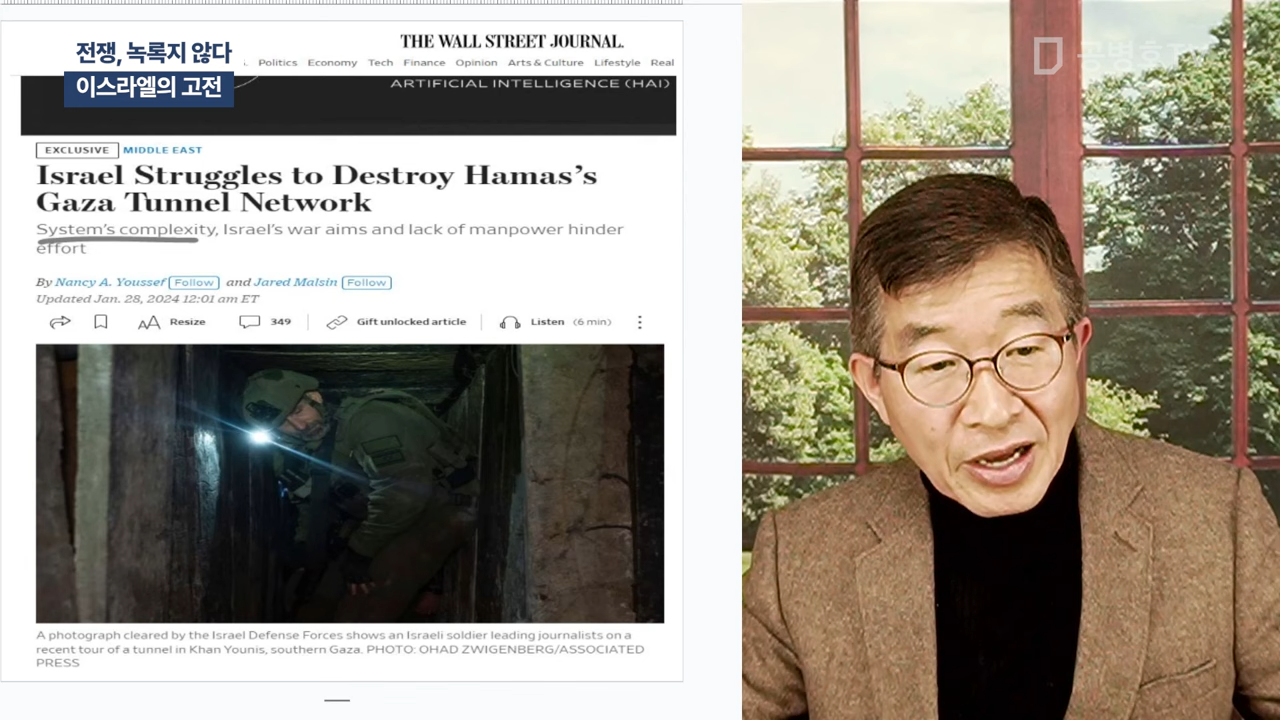 전쟁, 녹록지 않다
이스라엘의 고전
THE WALL STREET JOURNAL.
Politics Economy Tech Finance Opinion Arts & Culture Lifestyle Real
ARTIFICIAL INTELLIGENCE (HAI)
EXCLUSIVE MIDDLE EAST
Israel Struggles to Destroy Hamas's
Gaza Tunnel Network
System's complexity, Israel's war aims and lack of manpower hinder
effort
By Nancy A. Youssef Follow and Jared Malsin Follow
Updated Jan. 28, 2024 12:01 am ET
Resize 349 Gift unlocked article Listen (6 min)
A photograph cleared by the Israel Defense Forces shows an Israeli soldier leading journalists on a
recent tour of a tunnel in Khan Younis, southern Gaza. PHOTO: OHAD ZWIGENBERG/ASSOCIATED
PRESS
공병호TV